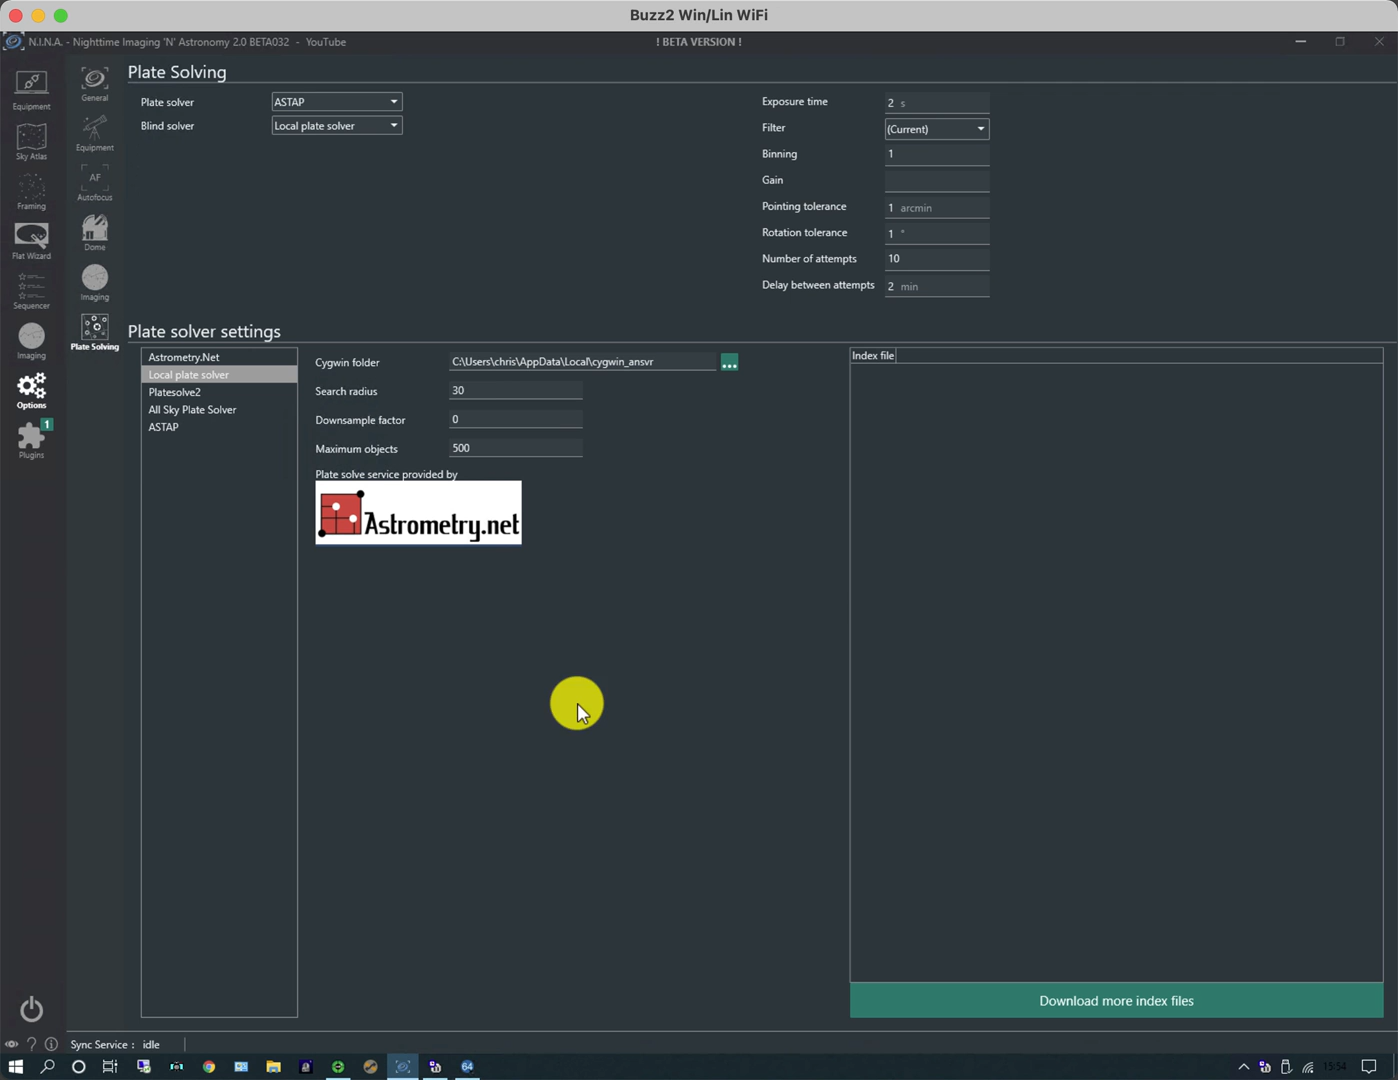 Buzz2 Win/Lin WiFi
N.I.N.A. - Nighttime Imaging 'N' Astronomy 2.0 BETA032 - YouTube
! BETA VERSION !
Equipment
Sky Atlas
Framing
Flat Wizard
Sequencer
Imaging
Options
1
Plugins
General
Equipment
AF
Autofocus
Dome
Imaging
Plate Solving
Plate Solving
Plate solver ASTAP
Blind solver Local plate solver
Exposure time 2 s
Filter (Current)
Binning 1
Gain
Pointing tolerance 1 arcmin
Rotation tolerance 1 °
Number of attempts 10
Delay between attempts 2 min
Plate solver settings
Astrometry.Net
Local plate solver
Platesolve2
All Sky Plate Solver
ASTAP
Cygwin folder C:\Users\chris\AppData\Local\cygwin_ansvr ...
Search radius 30
Downsample factor 0
Maximum objects 500
Plate solve service provided by
Astrometry.net
Index file
Download more index files
Sync Service : idle
64
15:54